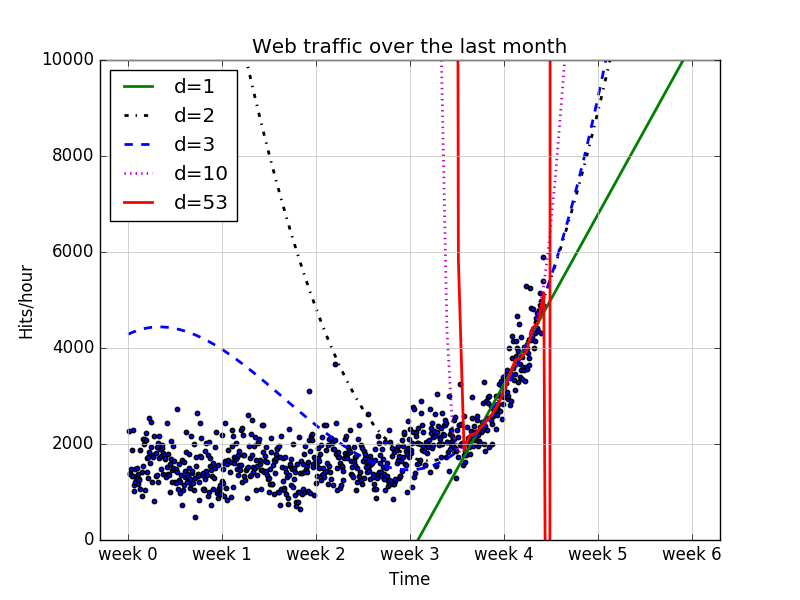 Web traffic over the last month
10000
8000
6000
4000
2000
0
Hits/hour
d=1
d=2
d=3
d=10
d=53
week 0 week 1 week 2 week 3 week 4 week 5 week 6
Time